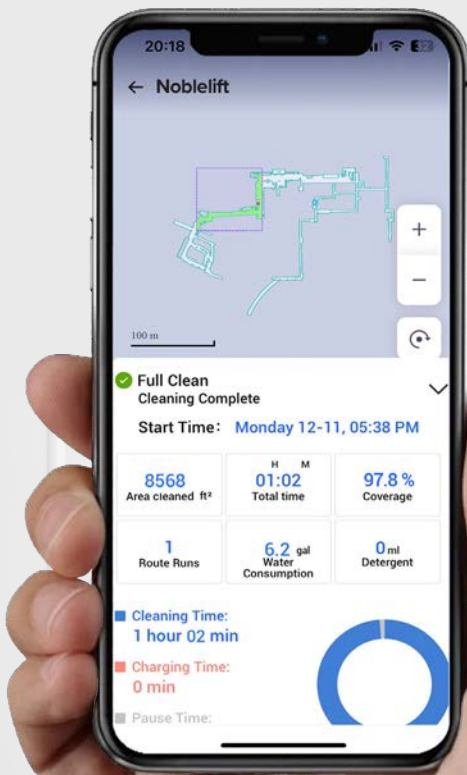 20:18
← Noblelift
+
−
100 m
Full Clean
Cleaning Complete
Start Time: Monday 12-11, 05:38 PM
8568
Area cleaned ft²
H M
01:02
Total time
97.8 %
Coverage
1
Route Runs
6.2 gal
Water
Consumption
0 ml
Detergent
Cleaning Time:
1 hour 02 min
Charging Time:
0 min
Pause Time: